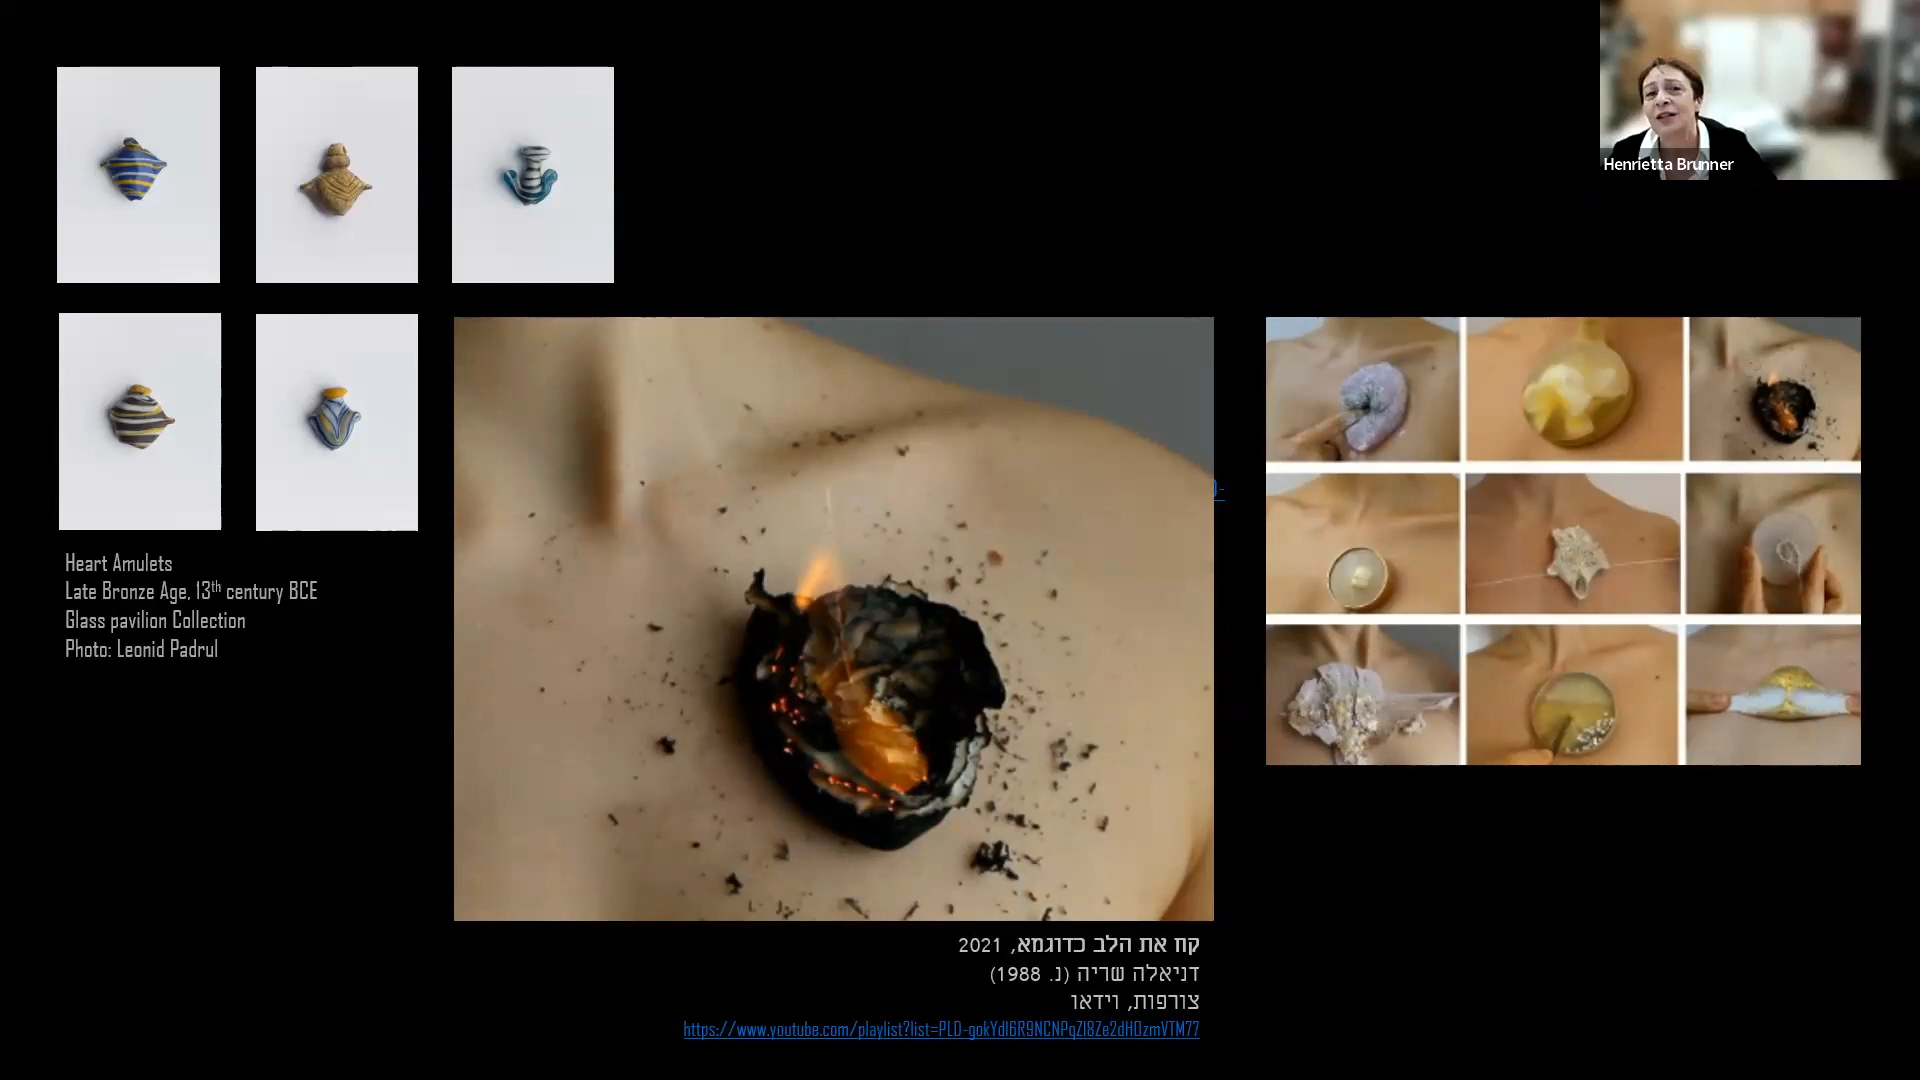 Henrietta Brunner
Heart Amulets
Late Bronze Age, 13th century BCE
Glass pavilion Collection
Photo: Leonid Padrul
קח את הלב כדוגמא, 2021
דניאלה שריה (נ. 1988)
צורפות, וידאו
https://www.youtube.com/playlist?list=PLD-gokYdI6R9NCNPqZI8Ze2dHOzmVTM77